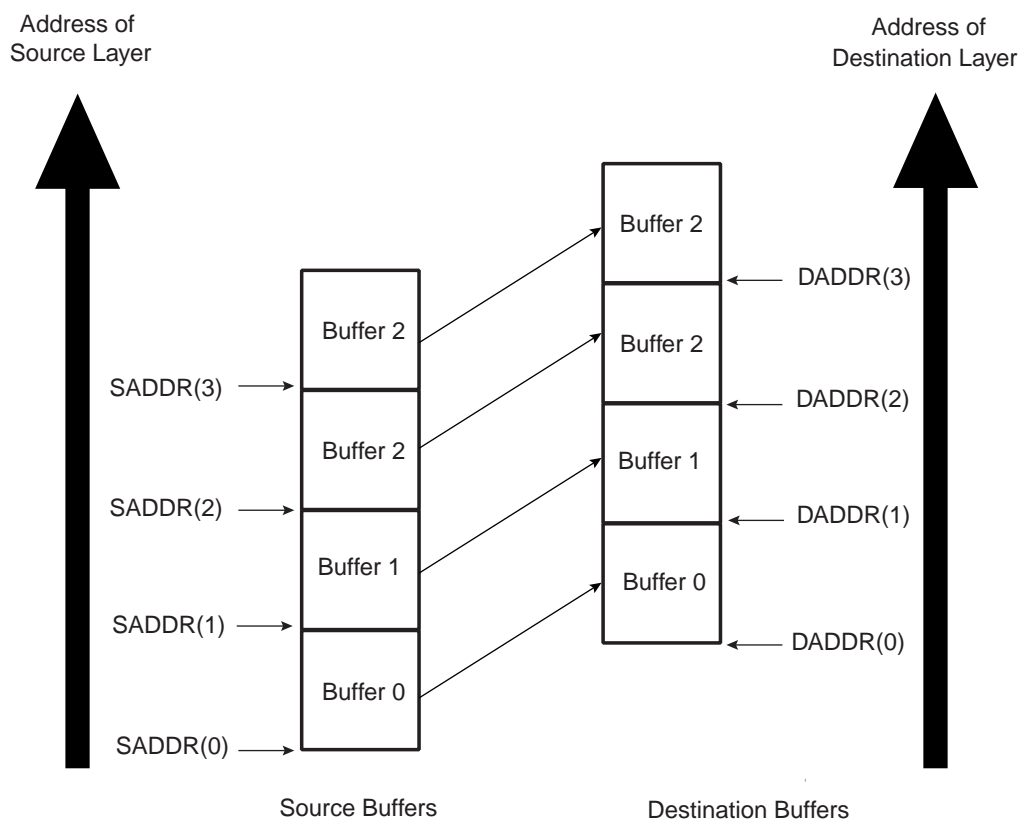 Address of
Source Layer
Address of
Destination Layer
Buffer 2
Buffer 2
DADDR(3)
Buffer 2
Buffer 2
SADDR(3)
DADDR(2)
Buffer 2
Buffer 1
SADDR(2)
DADDR(1)
Buffer 1
Buffer 0
SADDR(1)
DADDR(0)
Buffer 0
SADDR(0)
Source Buffers
Destination Buffers